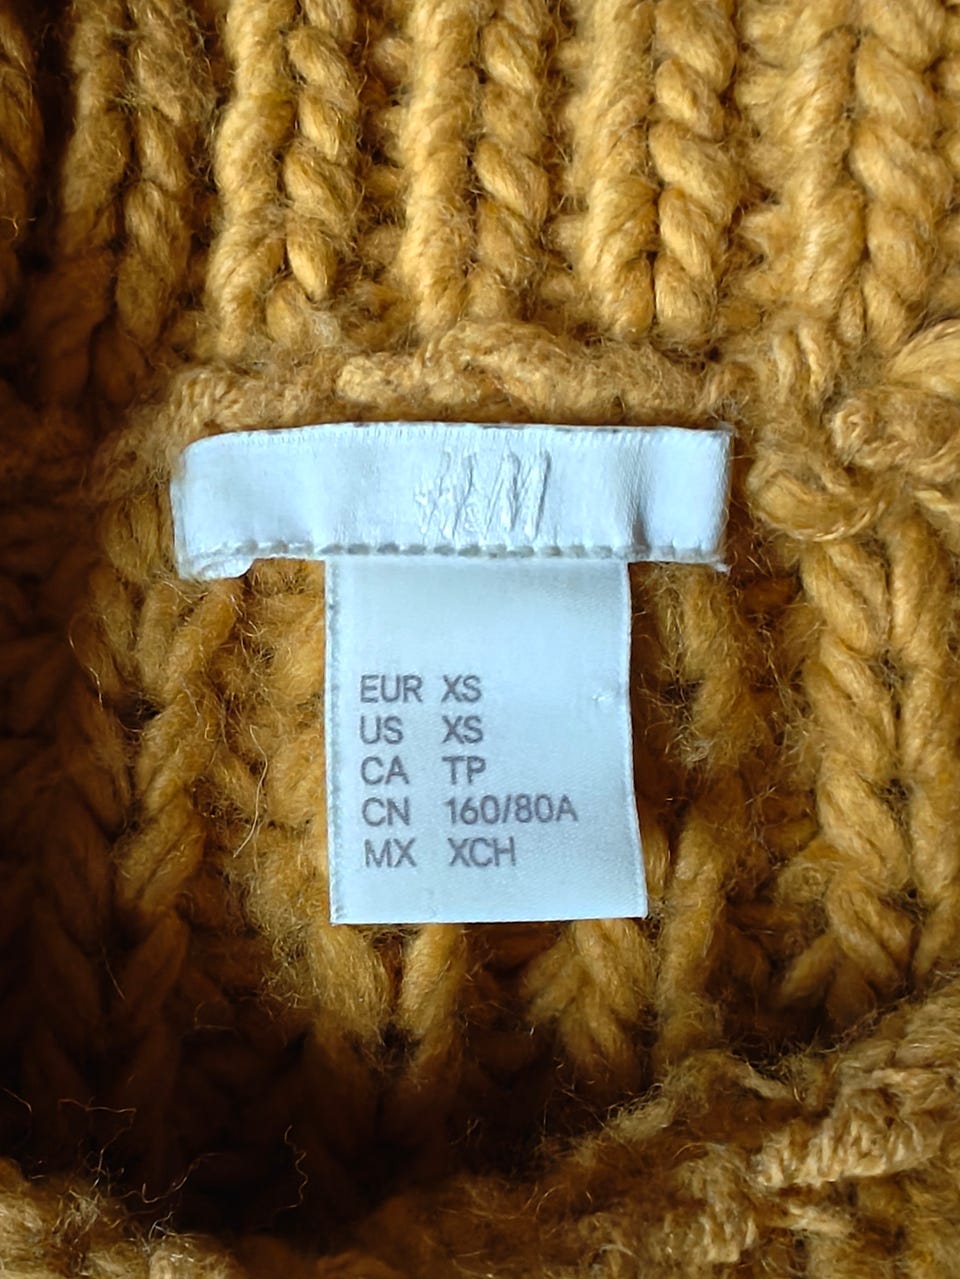 H&M
EUR XS
US XS
CA TP
CN 160/80A
MX XCH